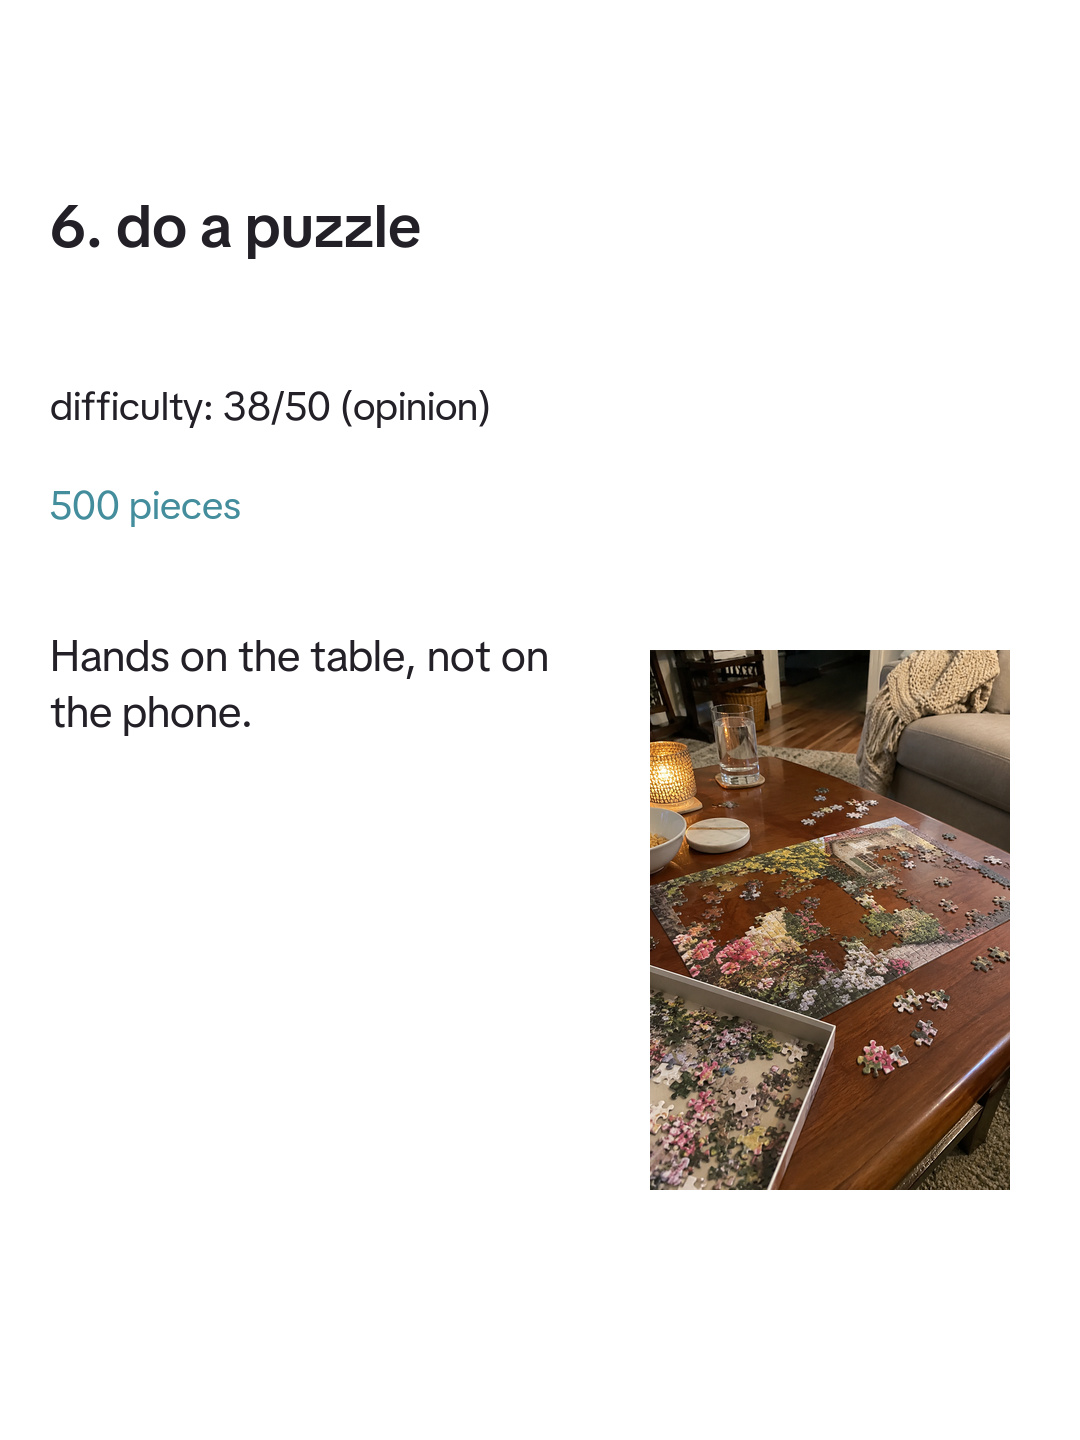 6. do a puzzle
difficulty: 38/50 (opinion)
500 pieces
Hands on the table, not on
the phone.